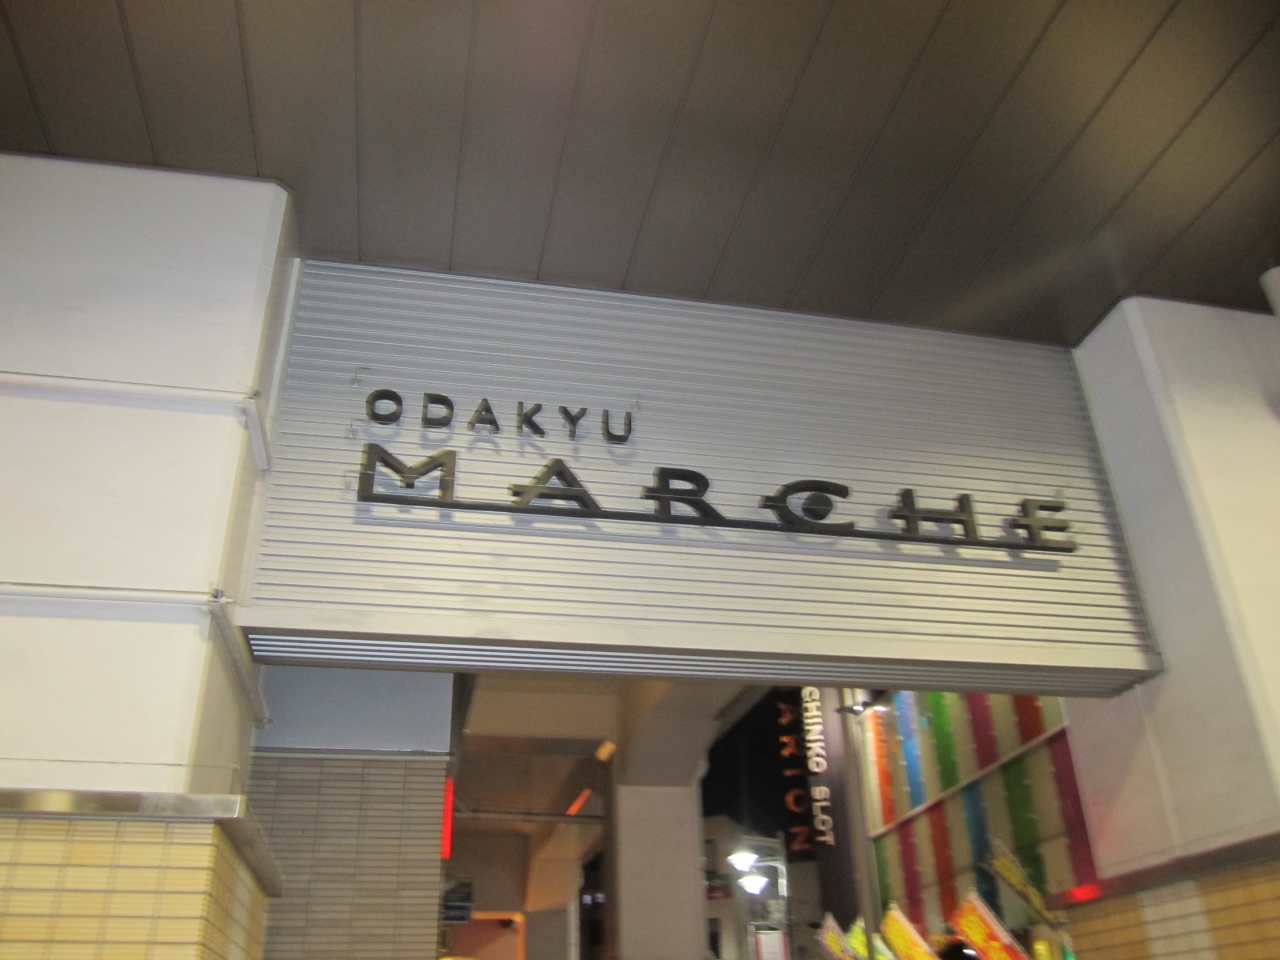 ODAKYU
MARCHE
CHINKO SLOT
ARION